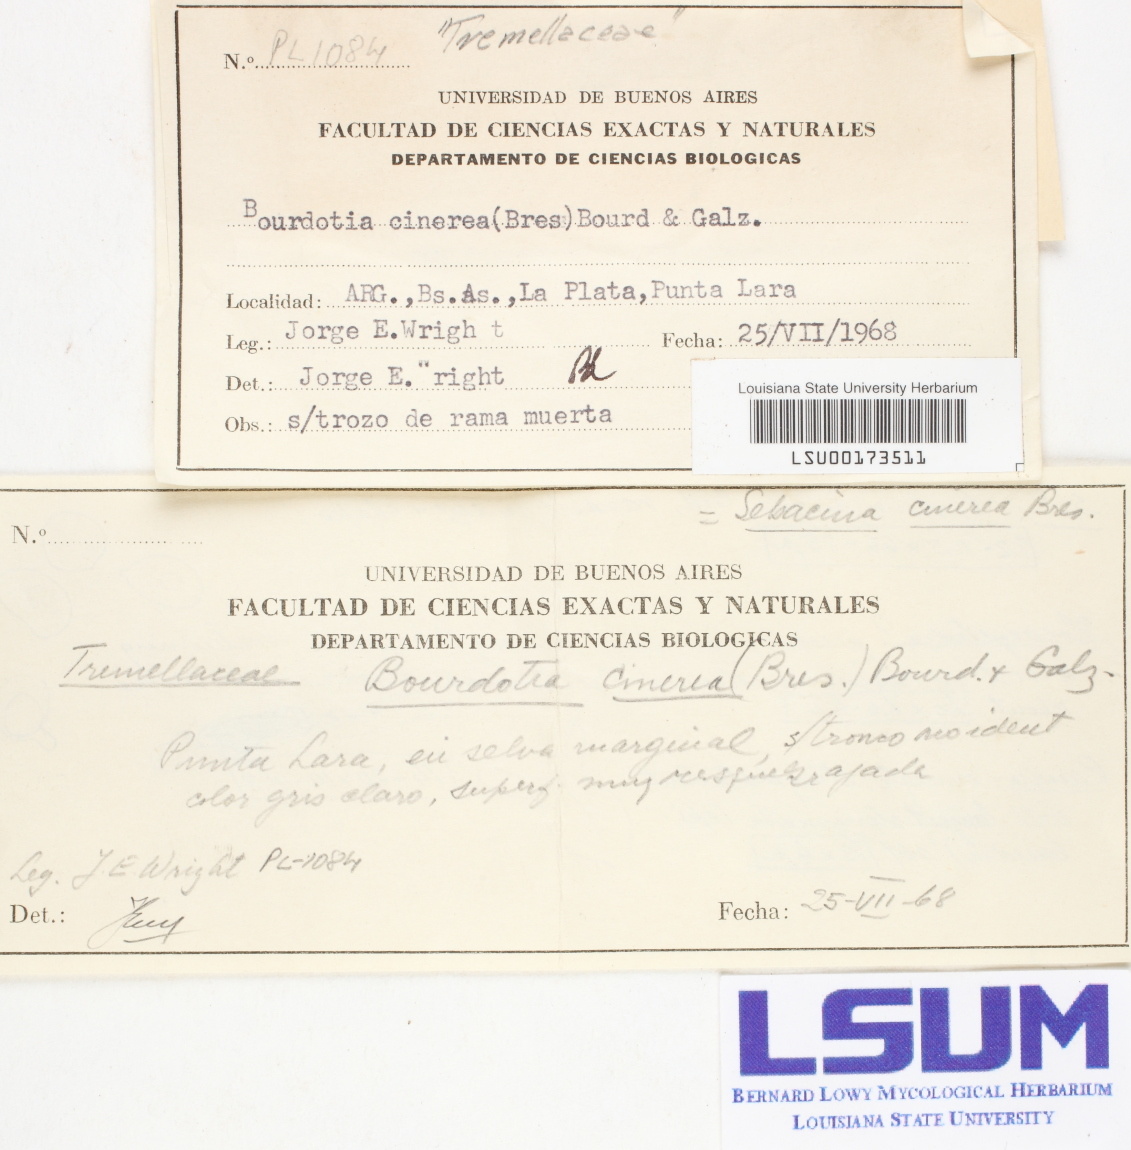 "Tremellaceae"
N.º PL 1084
UNIVERSIDAD DE BUENOS AIRES
FACULTAD DE CIENCIAS EXACTAS Y NATURALES
DEPARTAMENTO DE CIENCIAS BIOLOGICAS
Bourdotia cinerea(Bres)Bourd & Galz.
Localidad: ARG.,Bs.As.,La Plata,Punta Lara
Leg.: Jorge E.Wrigh t Fecha: 25/VII/1968
Det.: Jorge E."right
Obs.: s/trozo de rama muerta
Louisiana State University Herbarium
LSU00173511
= Sebacina cinerea Bres.
N.º
UNIVERSIDAD DE BUENOS AIRES
FACULTAD DE CIENCIAS EXACTAS Y NATURALES
DEPARTAMENTO DE CIENCIAS BIOLOGICAS
Tremellaceae Bourdotia cinerea (Bres.) Bourd. & Galz.
Punta Lara, en selva marginal, s/tronco no ident
color gris claro, superf. muy resquebrajada
Leg. J. E. Wright PL-1084
Det.:
Fecha: 25-VII-68
LSUM
BERNARD LOWY MYCOLOGICAL HERBARIUM
LOUISIANA STATE UNIVERSITY